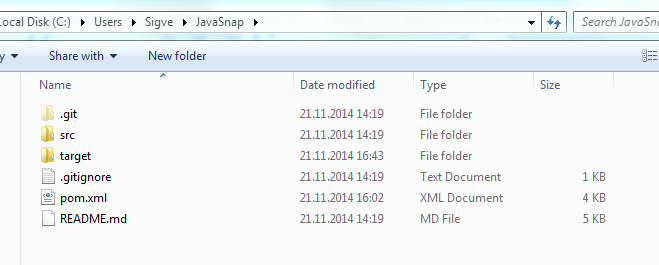 Local Disk (C:) Users Sigve JavaSnap Search JavaSna
Share with New folder
Name Date modified Type Size
.git 21.11.2014 14:19 File folder
src 21.11.2014 14:19 File folder
target 21.11.2014 16:43 File folder
.gitignore 21.11.2014 14:19 Text Document 1 KB
pom.xml 21.11.2014 16:02 XML Document 4 KB
README.md 21.11.2014 14:19 MD File 5 KB